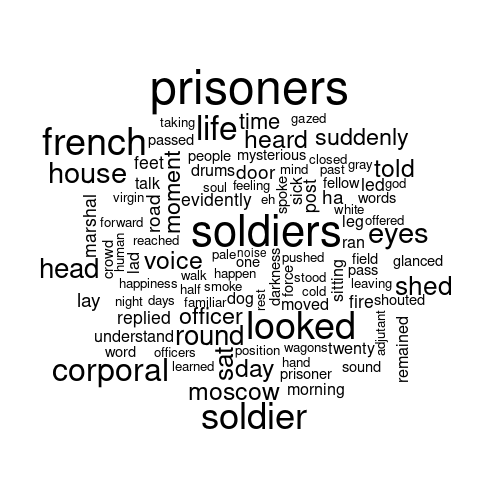 prisoners
taking life time gazed
french passed heard suddenly
people mysterious closed
house feet drums door mind past gray told
talk moment soul feeling spoke sick post fellow led god
virgin road evidently eh ha words
marshal forward white
soldiers leg offered
crowd human reached ran eyes
lad voice pale noise one pushed field glanced
head walk happen darkness force stood sitting pass
happiness half smoke cold shed
lay night days familiar dog rest moved fire shouted
replied officer looked adjutant
understand round remained
word officers sat position wagons twenty
corporal learned day hand sound
prisoner
moscow morning
soldier